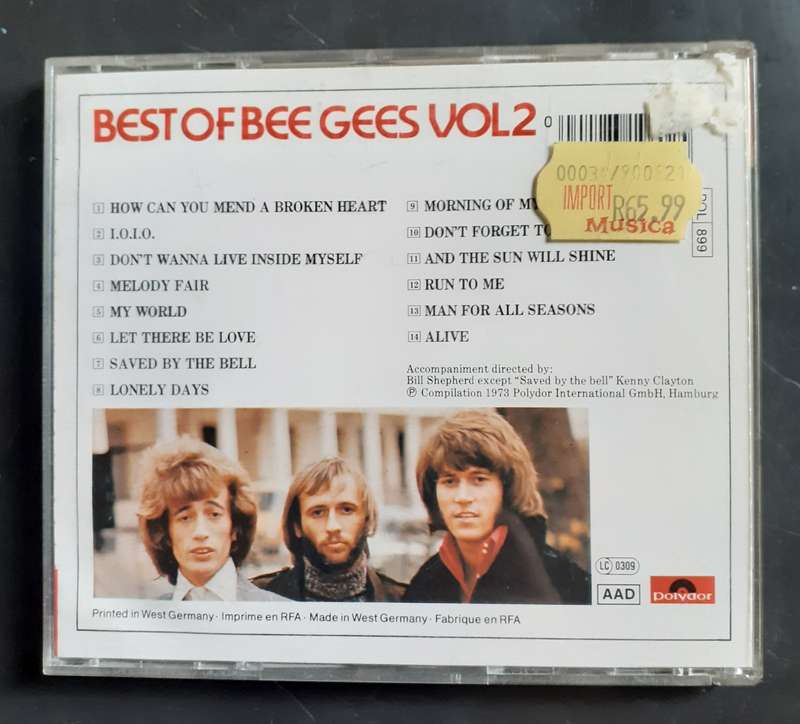 BEST OF BEE GEES VOL 2
0
IMPORT R65.99
Musica
POL 899
1 HOW CAN YOU MEND A BROKEN HEART
2 I.O.I.O.
3 DON'T WANNA LIVE INSIDE MYSELF
4 MELODY FAIR
5 MY WORLD
6 LET THERE BE LOVE
7 SAVED BY THE BELL
8 LONELY DAYS
9 MORNING OF MY
10 DON'T FORGET TO
11 AND THE SUN WILL SHINE
12 RUN TO ME
13 MAN FOR ALL SEASONS
14 ALIVE
Accompaniment directed by:
Bill Shepherd except "Saved by the bell" Kenny Clayton
℗ Compilation 1973 Polydor International GmbH, Hamburg
LC 0309
AAD
polydor
Printed in West Germany · Imprime en RFA · Made in West Germany · Fabrique en RFA